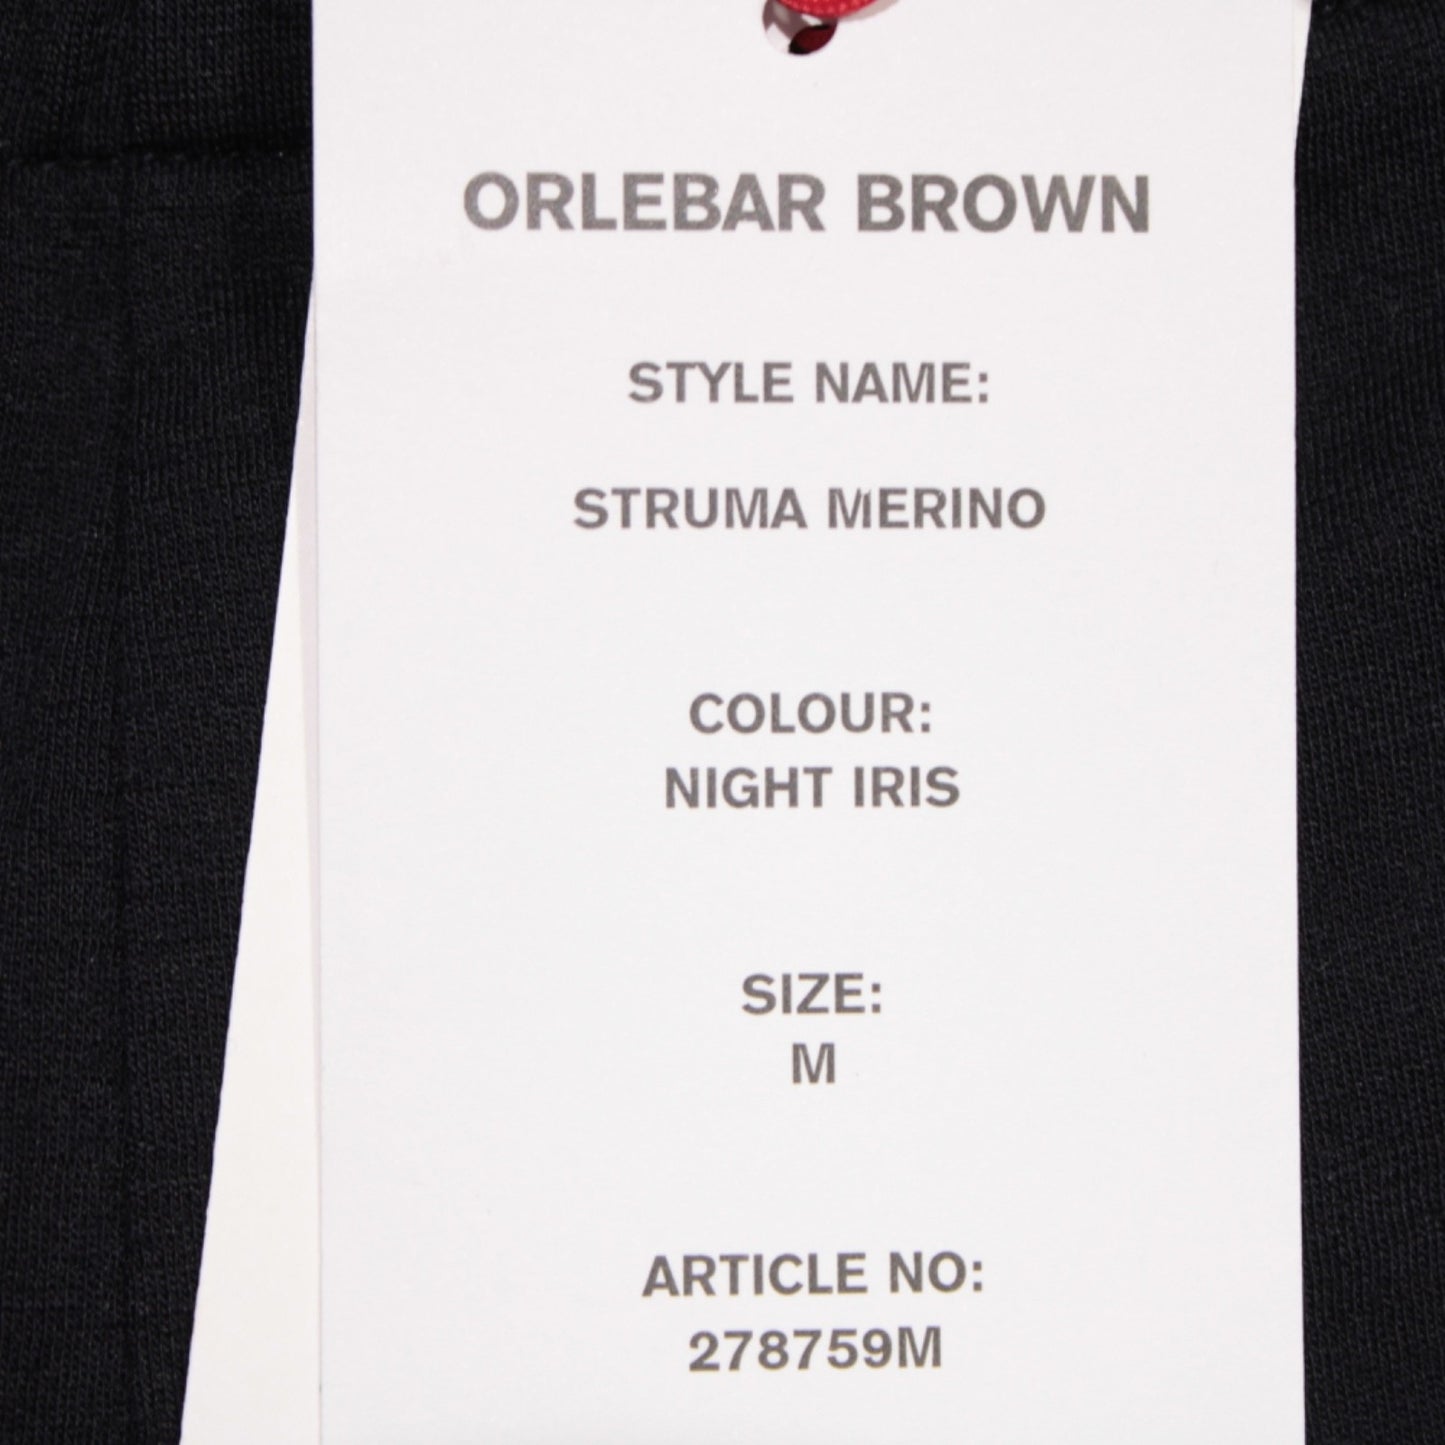 ORLEBAR BROWN
STYLE NAME:
STRUMA MERINO
COLOUR:
NIGHT IRIS
SIZE:
M
ARTICLE NO:
278759M